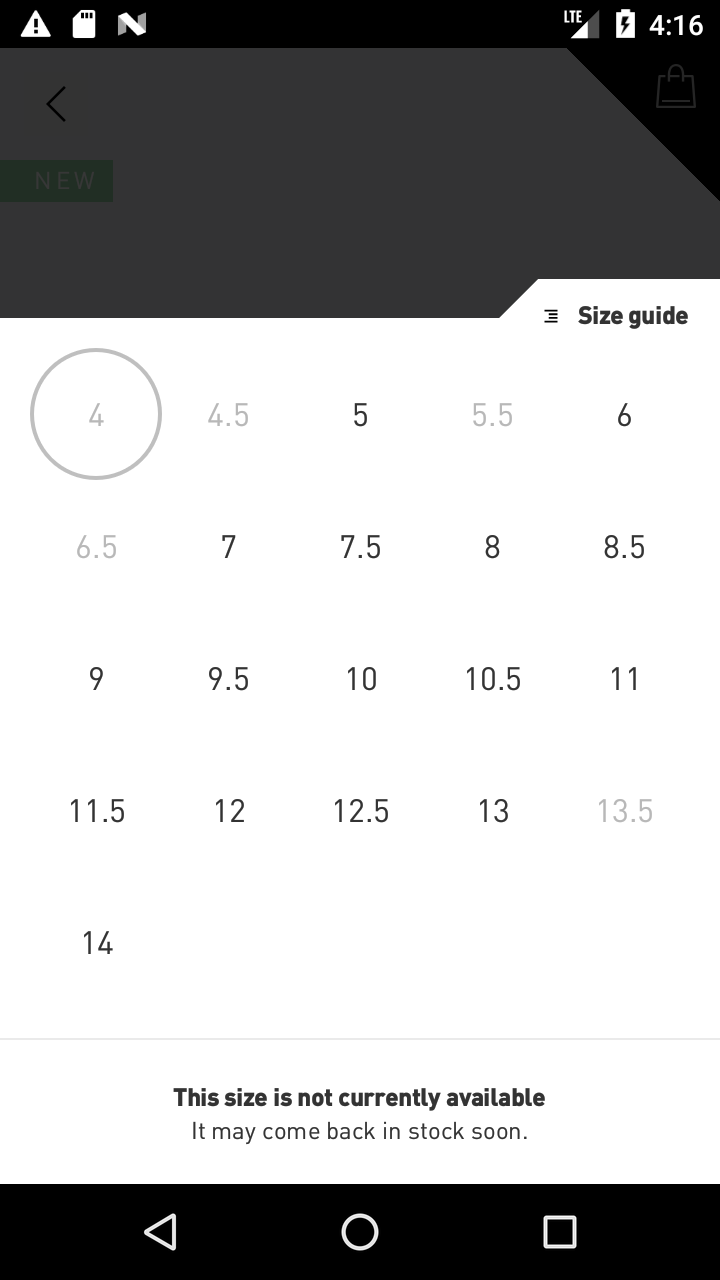 LTE 4:16
NEW
Size guide
4 4.5 5 5.5 6
6.5 7 7.5 8 8.5
9 9.5 10 10.5 11
11.5 12 12.5 13 13.5
14
This size is not currently available
It may come back in stock soon.